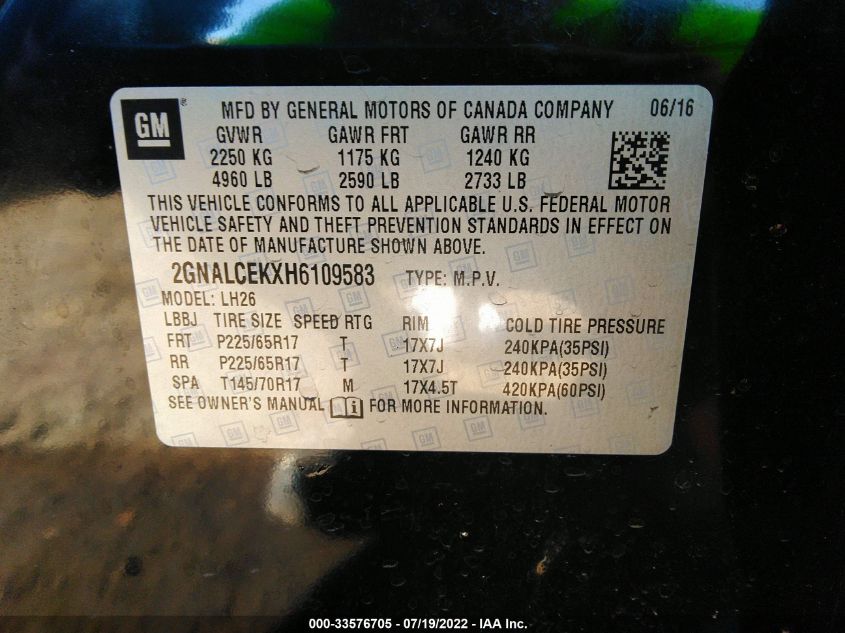 GM ® MFD BY GENERAL MOTORS OF CANADA COMPANY 06/16
GVWR GAWR FRT GAWR RR
2250 KG 1175 KG 1240 KG
4960 LB 2590 LB 2733 LB
THIS VEHICLE CONFORMS TO ALL APPLICABLE U.S. FEDERAL MOTOR
VEHICLE SAFETY AND THEFT PREVENTION STANDARDS IN EFFECT ON
THE DATE OF MANUFACTURE SHOWN ABOVE.
2GNALCEKXH6109583 TYPE: M.P.V.
MODEL: LH26
LBBJ TIRE SIZE SPEED RTG RIM COLD TIRE PRESSURE
FRT P225/65R17 T 17X7J 240KPA(35PSI)
RR P225/65R17 T 17X7J 240KPA(35PSI)
SPA T145/70R17 M 17X4.5T 420KPA(60PSI)
SEE OWNER'S MANUAL FOR MORE INFORMATION.
000-33576705 - 07/19/2022 - IAA Inc.